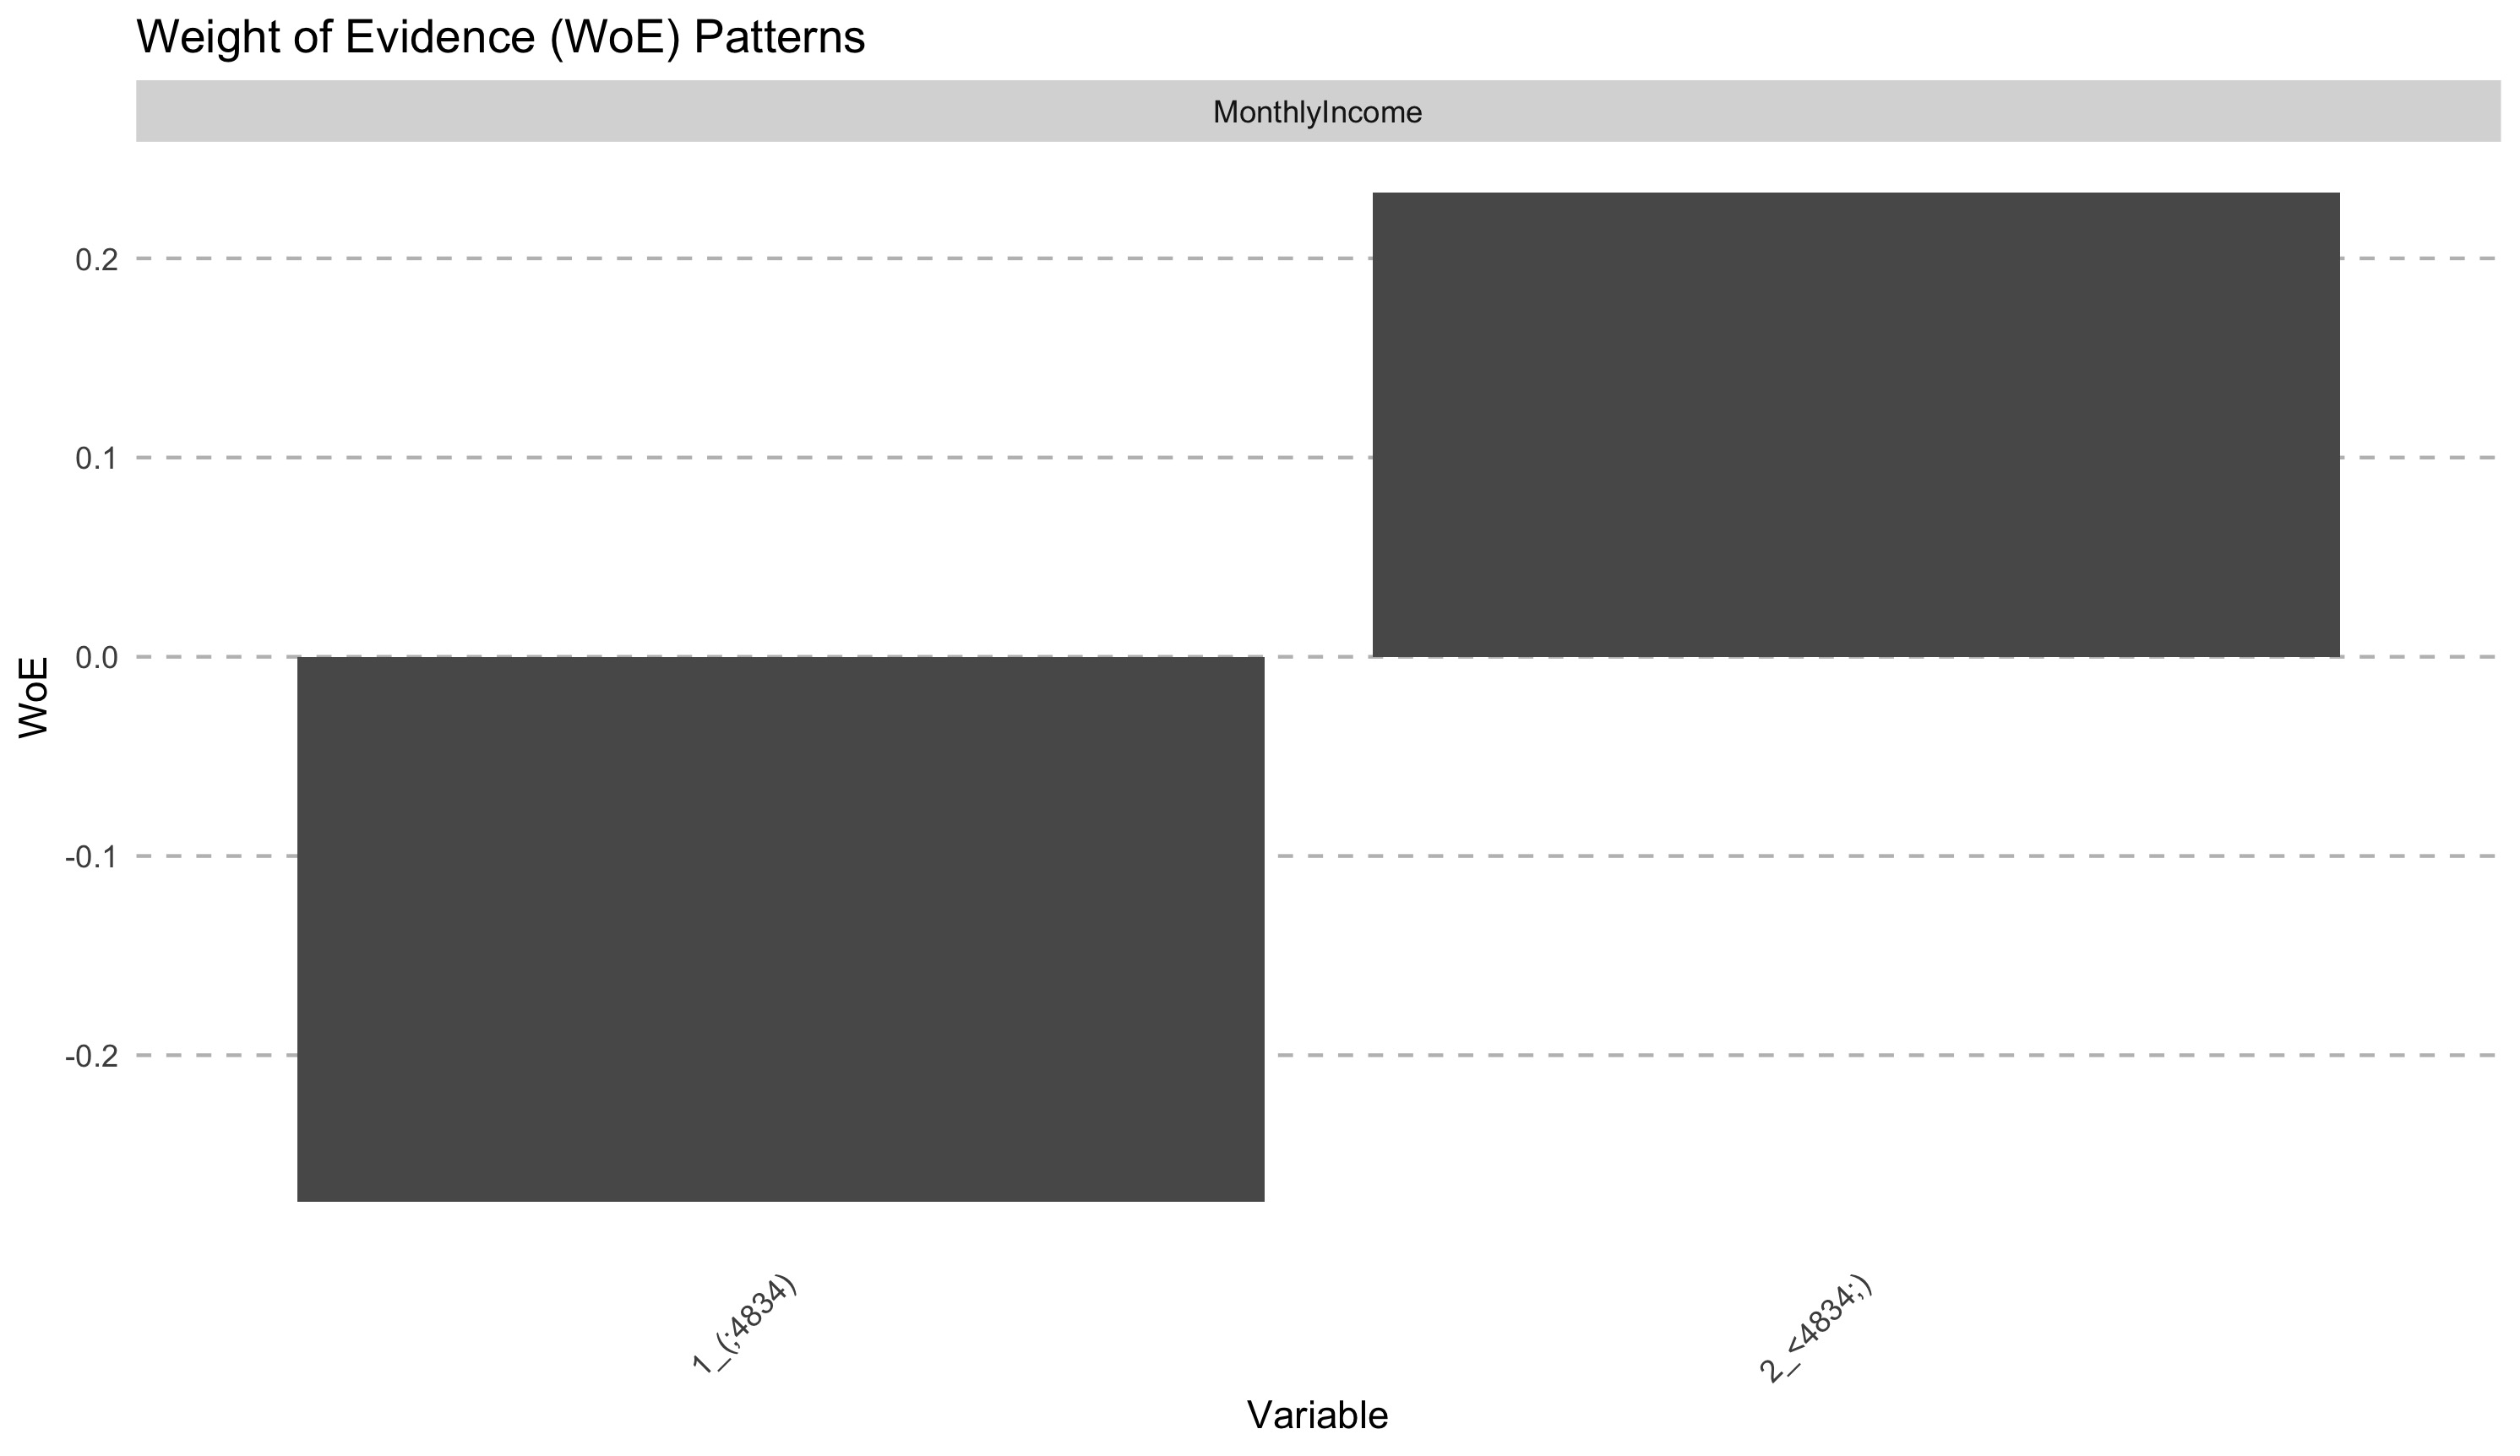 Weight of Evidence (WoE) Patterns
MonthlyIncome
0.2
0.1
0.0
-0.1
-0.2
WoE
1_(;4834)
2_<4834;)
Variable